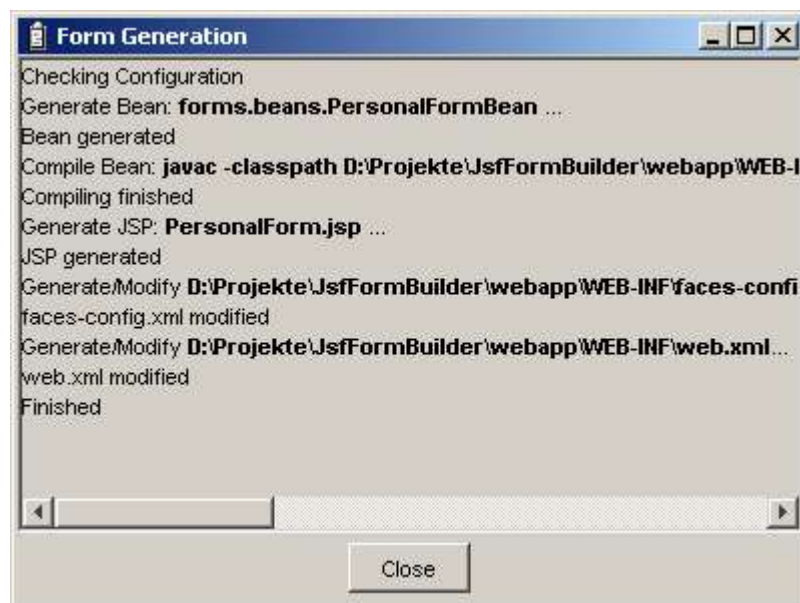 Form Generation
Checking Configuration
Generate Bean: forms.beans.PersonalFormBean ...
Bean generated
Compile Bean: javac -classpath D:\Projekte\JsfFormBuilder\webapp\WEB-I
Compiling finished
Generate JSP: PersonalForm.jsp ...
JSP generated
Generate/Modify D:\Projekte\JsfFormBuilder\webapp\WEB-INF\faces-confi
faces-config.xml modified
Generate/Modify D:\Projekte\JsfFormBuilder\webapp\WEB-INF\web.xml...
web.xml modified
Finished
Close